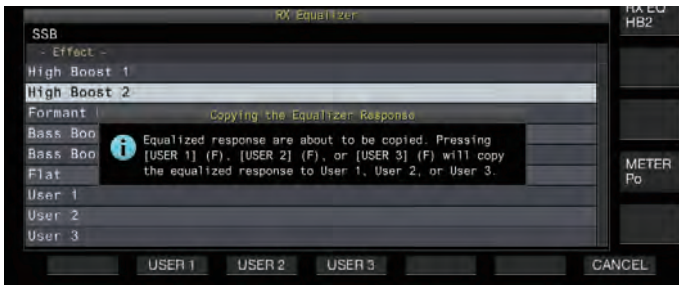 RX Equalizer
RX EQ
HB2
SSB
- Effect -
High Boost 1
High Boost 2
Formant
Copying the Equalizer Response
Bass Boo
Equalized response are about to be copied. Pressing
Bass Boo
[USER 1] (F), [USER 2] (F), or [USER 3] (F) will copy
the equalized response to User 1, User 2, or User 3.
Flat
METER
Po
User 1
User 2
User 3
USER 1 USER 2 USER 3 CANCEL